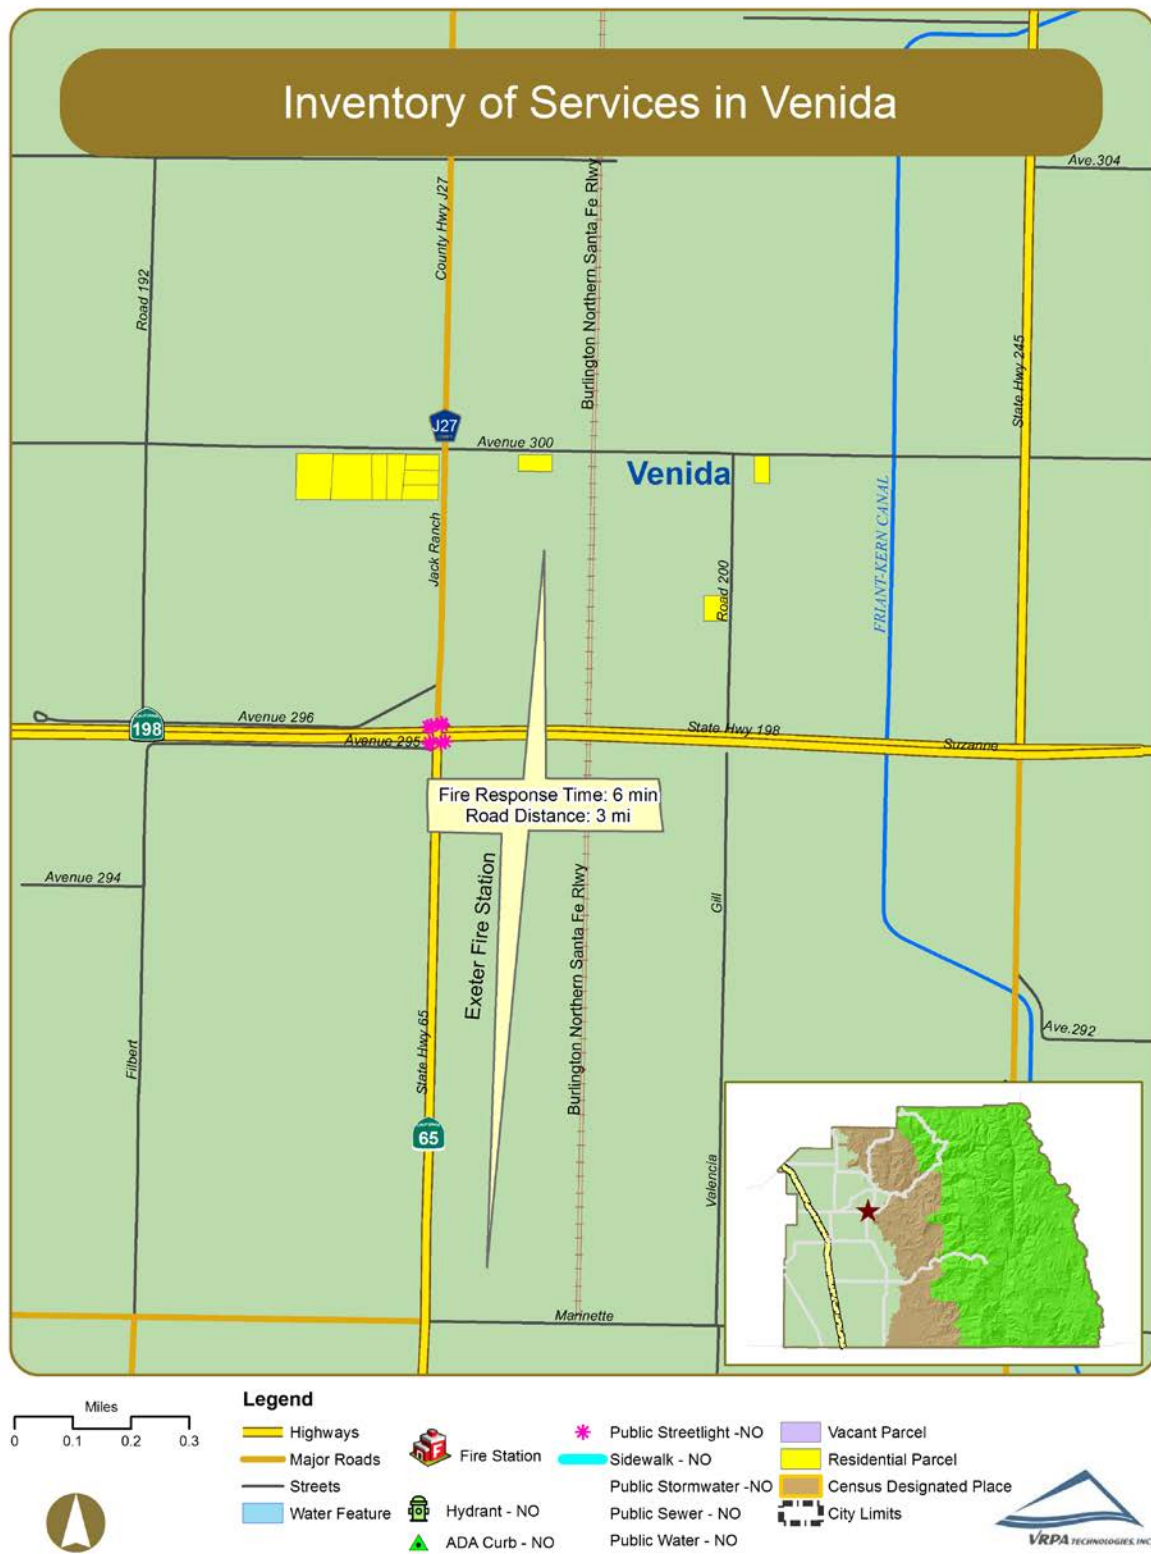 Inventory of Services in Venida
Ave.304
County Hwy J27
Burlington Northern Santa Fe Rlwy
Road 192
State Hwy 245
J27
Avenue 300
Venida
FRIANT-KERN CANAL
Jack Ranch
Road 200
198
Avenue 296
Avenue 295
State Hwy 198
Suzanne
Fire Response Time: 6 min
Road Distance: 3 mi
Avenue 294
Exeter Fire Station
Burlington Northern Santa Fe Rlwy
Gill
State Hwy 65
Filbert
Ave.292
65
Valencia
Marinette
Miles
0 0.1 0.2 0.3
Legend
Highways
Major Roads
Streets
Water Feature
Fire Station
Hydrant - NO
ADA Curb - NO
Public Streetlight -NO
Sidewalk - NO
Public Stormwater -NO
Public Sewer - NO
Public Water - NO
Vacant Parcel
Residential Parcel
Census Designated Place
City Limits
VRPA TECHNOLOGIES, INC